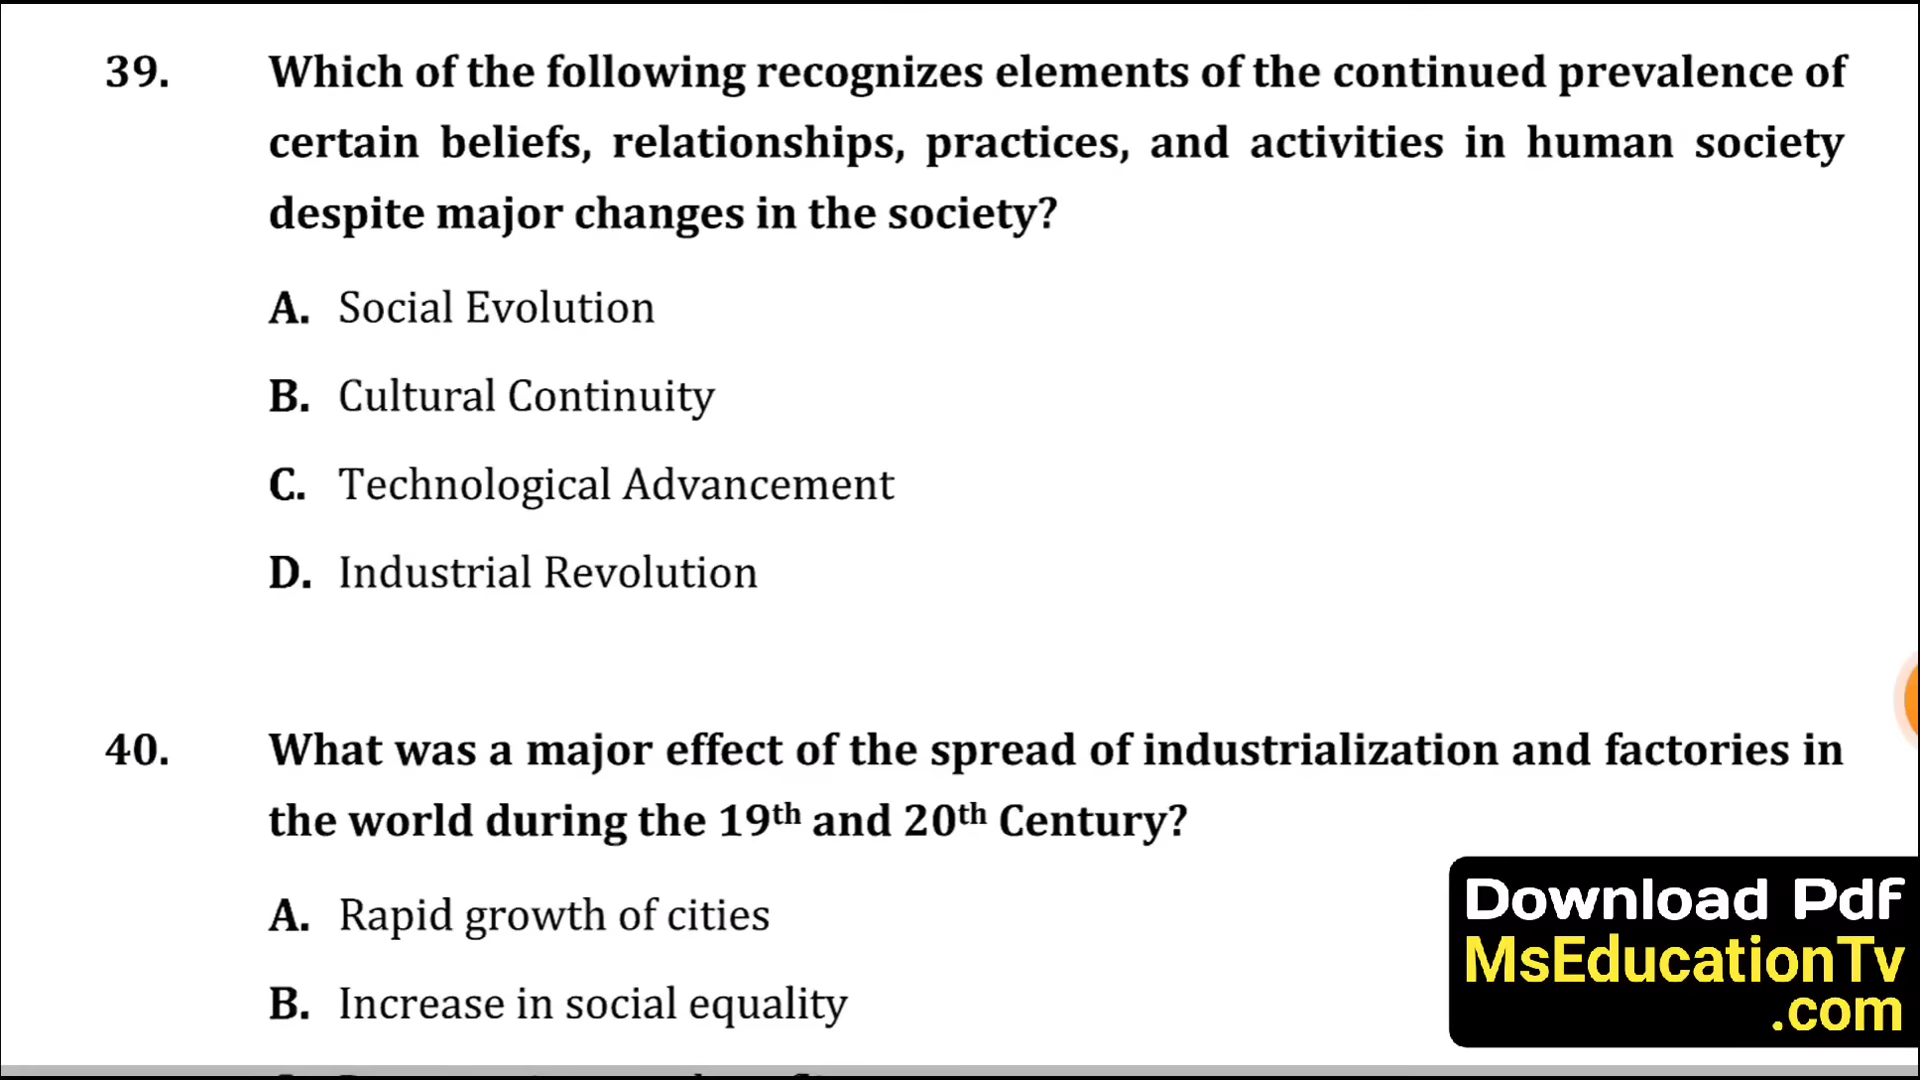 39. Which of the following recognizes elements of the continued prevalence of
certain beliefs, relationships, practices, and activities in human society
despite major changes in the society?
A. Social Evolution
B. Cultural Continuity
C. Technological Advancement
D. Industrial Revolution
40. What was a major effect of the spread of industrialization and factories in
the world during the 19th and 20th Century?
A. Rapid growth of cities
B. Increase in social equality
Download Pdf
MsEducationTv
.com